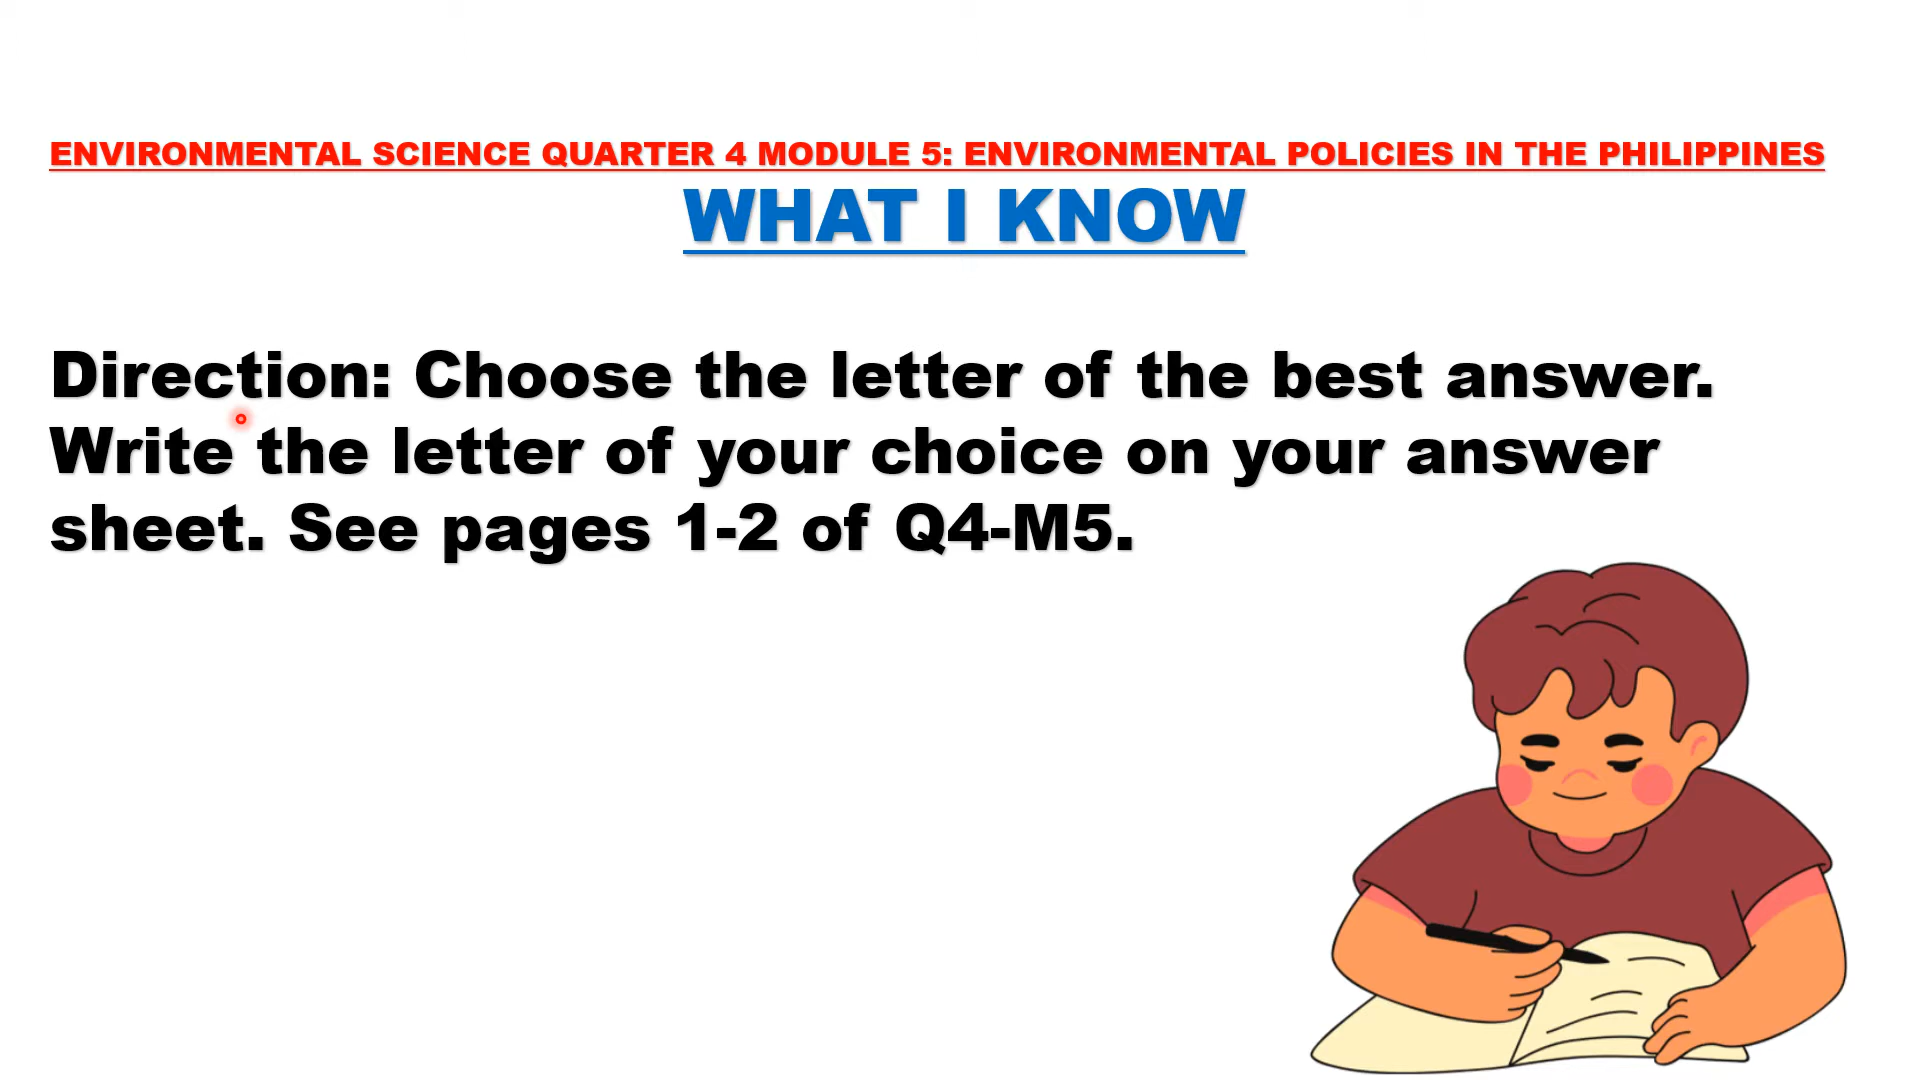 ENVIRONMENTAL SCIENCE QUARTER 4 MODULE 5: ENVIRONMENTAL POLICIES IN THE PHILIPPINES
WHAT I KNOW
Direction: Choose the letter of the best answer.
Write the letter of your choice on your answer
sheet. See pages 1-2 of Q4-M5.